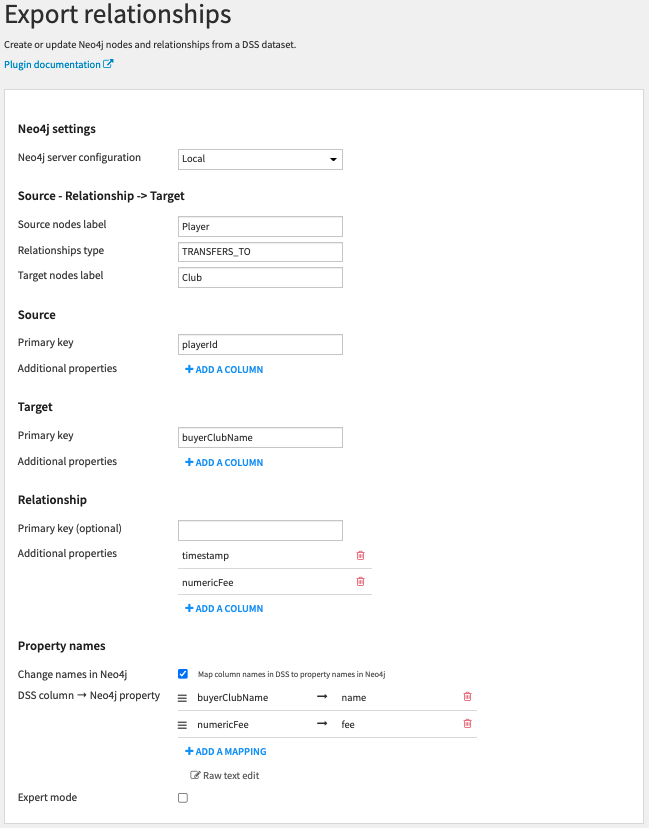 Export relationships
Create or update Neo4j nodes and relationships from a DSS dataset.
Plugin documentation
Neo4j settings
Neo4j server configuration Local
Source - Relationship -> Target
Source nodes label Player
Relationships type TRANSFERS_TO
Target nodes label Club
Source
Primary key playerId
Additional properties + ADD A COLUMN
Target
Primary key buyerClubName
Additional properties + ADD A COLUMN
Relationship
Primary key (optional)
Additional properties timestamp
numericFee
+ ADD A COLUMN
Property names
Change names in Neo4j Map column names in DSS to property names in Neo4j
DSS column → Neo4j property buyerClubName → name
numericFee → fee
+ ADD A MAPPING
Raw text edit
Expert mode